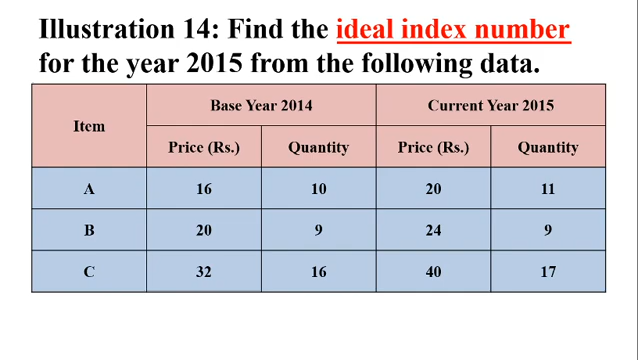 Illustration 14: Find the ideal index number
for the year 2015 from the following data.
Item Base Year 2014 Current Year 2015
Price (Rs.) Quantity Price (Rs.) Quantity
A 16 10 20 11
B 20 9 24 9
C 32 16 40 17